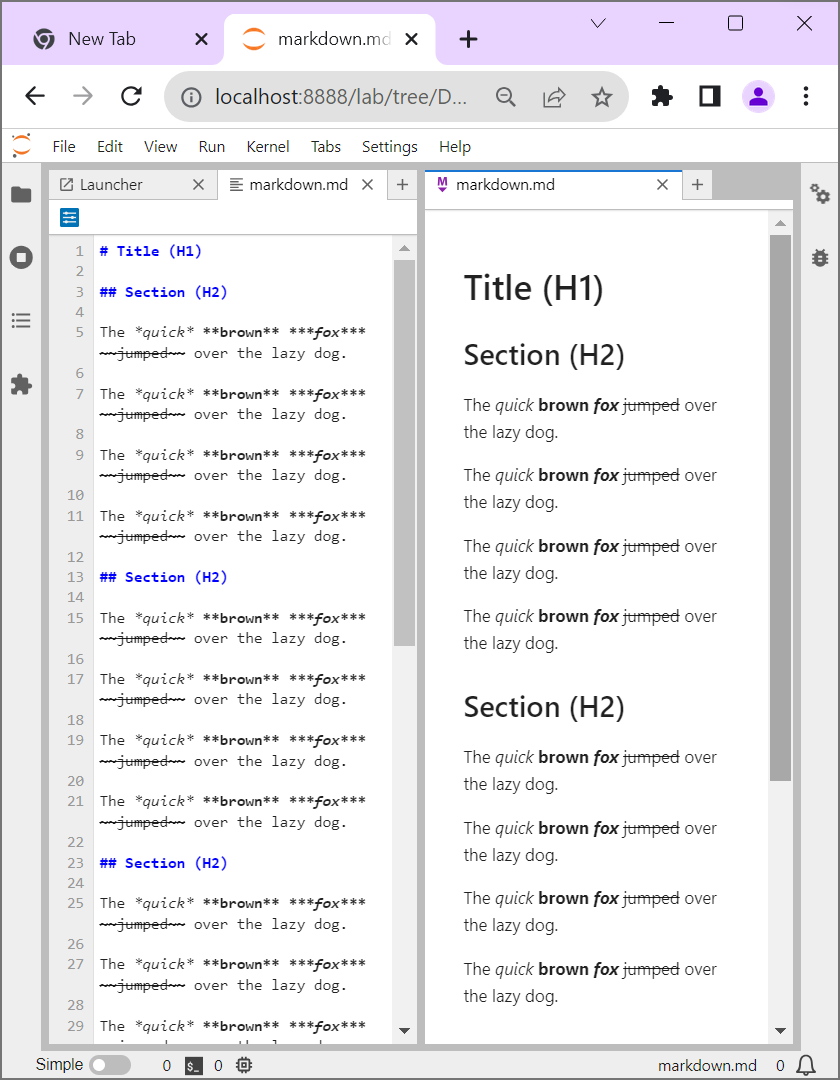 New Tab
markdown.md
localhost:8888/lab/tree/D...
File Edit View Run Kernel Tabs Settings Help
Launcher
markdown.md
1 # Title (H1)
2
3 ## Section (H2)
4
5 The *quick* **brown** ***fox***
~~jumped~~ over the lazy dog.
6
7 The *quick* **brown** ***fox***
~~jumped~~ over the lazy dog.
8
9 The *quick* **brown** ***fox***
~~jumped~~ over the lazy dog.
10
11 The *quick* **brown** ***fox***
~~jumped~~ over the lazy dog.
12
13 ## Section (H2)
14
15 The *quick* **brown** ***fox***
~~jumped~~ over the lazy dog.
16
17 The *quick* **brown** ***fox***
~~jumped~~ over the lazy dog.
18
19 The *quick* **brown** ***fox***
~~jumped~~ over the lazy dog.
20
21 The *quick* **brown** ***fox***
~~jumped~~ over the lazy dog.
22
23 ## Section (H2)
24
25 The *quick* **brown** ***fox***
~~jumped~~ over the lazy dog.
26
27 The *quick* **brown** ***fox***
~~jumped~~ over the lazy dog.
28
29 The *quick* **brown** ***fox***
markdown.md
Title (H1)
Section (H2)
The quick brown fox jumped over
the lazy dog.
The quick brown fox jumped over
the lazy dog.
The quick brown fox jumped over
the lazy dog.
The quick brown fox jumped over
the lazy dog.
Section (H2)
The quick brown fox jumped over
the lazy dog.
The quick brown fox jumped over
the lazy dog.
The quick brown fox jumped over
the lazy dog.
The quick brown fox jumped over
the lazy dog.
Simple 0 $_ 0 markdown.md 0